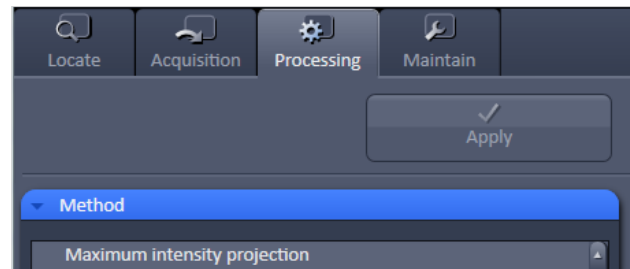 Locate Acquisition Processing Maintain
Apply
Method
Maximum intensity projection